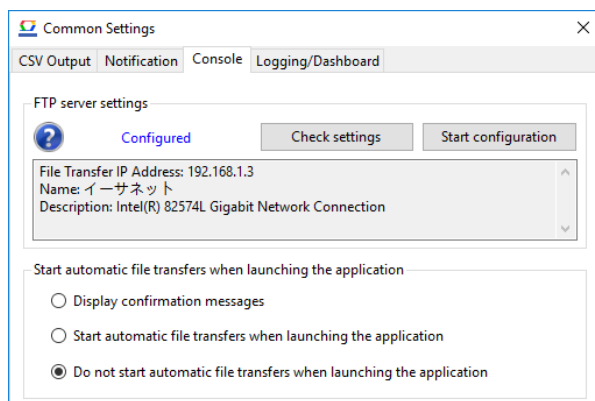 Common Settings
CSV Output Notification Console Logging/Dashboard
FTP server settings
Configured Check settings Start configuration
File Transfer IP Address: 192.168.1.3
Name: イーサネット
Description: Intel(R) 82574L Gigabit Network Connection
Start automatic file transfers when launching the application
Display confirmation messages
Start automatic file transfers when launching the application
Do not start automatic file transfers when launching the application